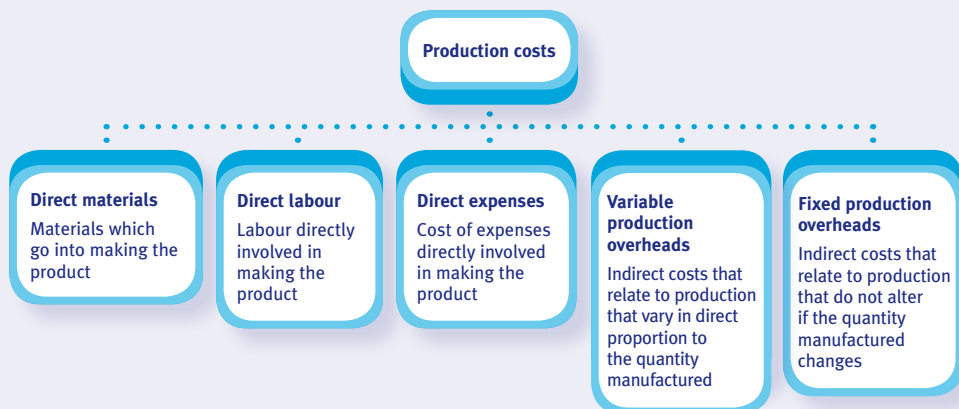 Production costs
Direct materials
Materials which
go into making the
product
Direct labour
Labour directly
involved in
making the
product
Direct expenses
Cost of expenses
directly involved
in making the
product
Variable
production
overheads
Indirect costs that
relate to production
that vary in direct
proportion to
the quantity
manufactured
Fixed production
overheads
Indirect costs that
relate to production
that do not alter
if the quantity
manufactured
changes